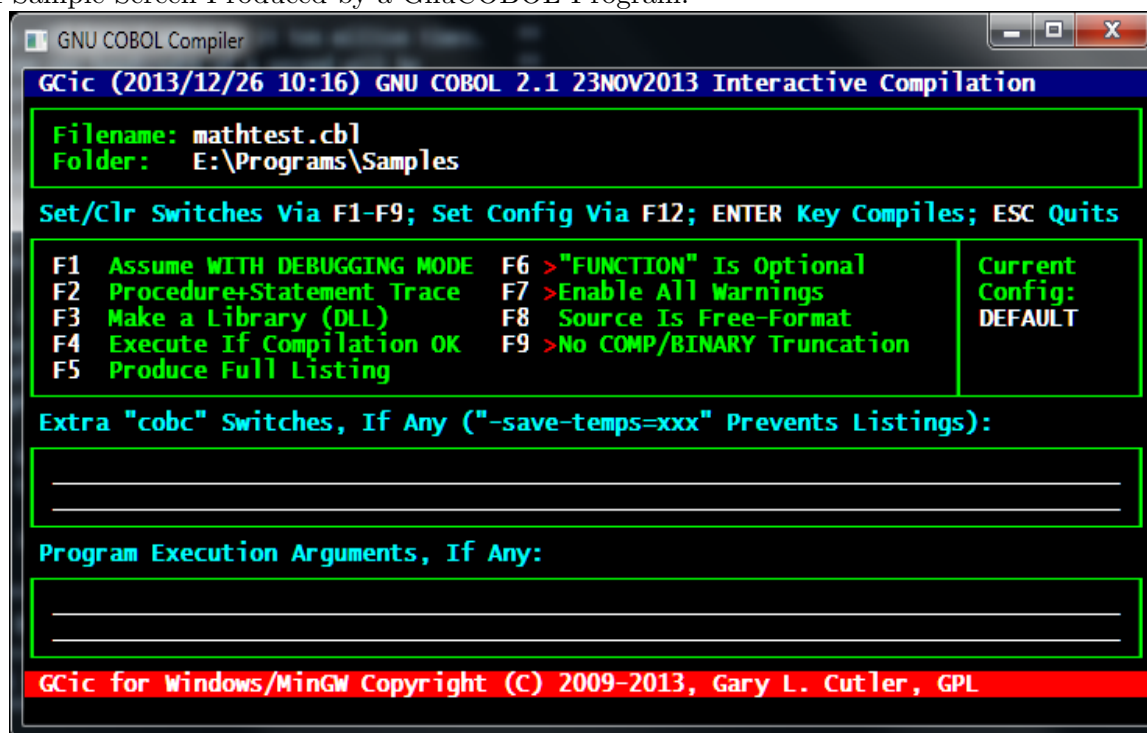 Sample Screen Produced by a GnuCOBOL Program:
GNU COBOL Compiler
GCic (2013/12/26 10:16) GNU COBOL 2.1 23NOV2013 Interactive Compilation
Filename: mathtest.cbl
Folder: E:\Programs\Samples
Set/Clr Switches Via F1-F9; Set Config Via F12; ENTER Key Compiles; ESC Quits
F1 Assume WITH DEBUGGING MODE F6 >"FUNCTION" Is Optional Current
F2 Procedure+Statement Trace F7 >Enable All Warnings Config:
F3 Make a Library (DLL) F8 Source Is Free-Format DEFAULT
F4 Execute If Compilation OK F9 >No COMP/BINARY Truncation
F5 Produce Full Listing
Extra "cobc" Switches, If Any ("-save-temps=xxx" Prevents Listings):
Program Execution Arguments, If Any:
GCic for Windows/MinGW Copyright (C) 2009-2013, Gary L. Cutler, GPL